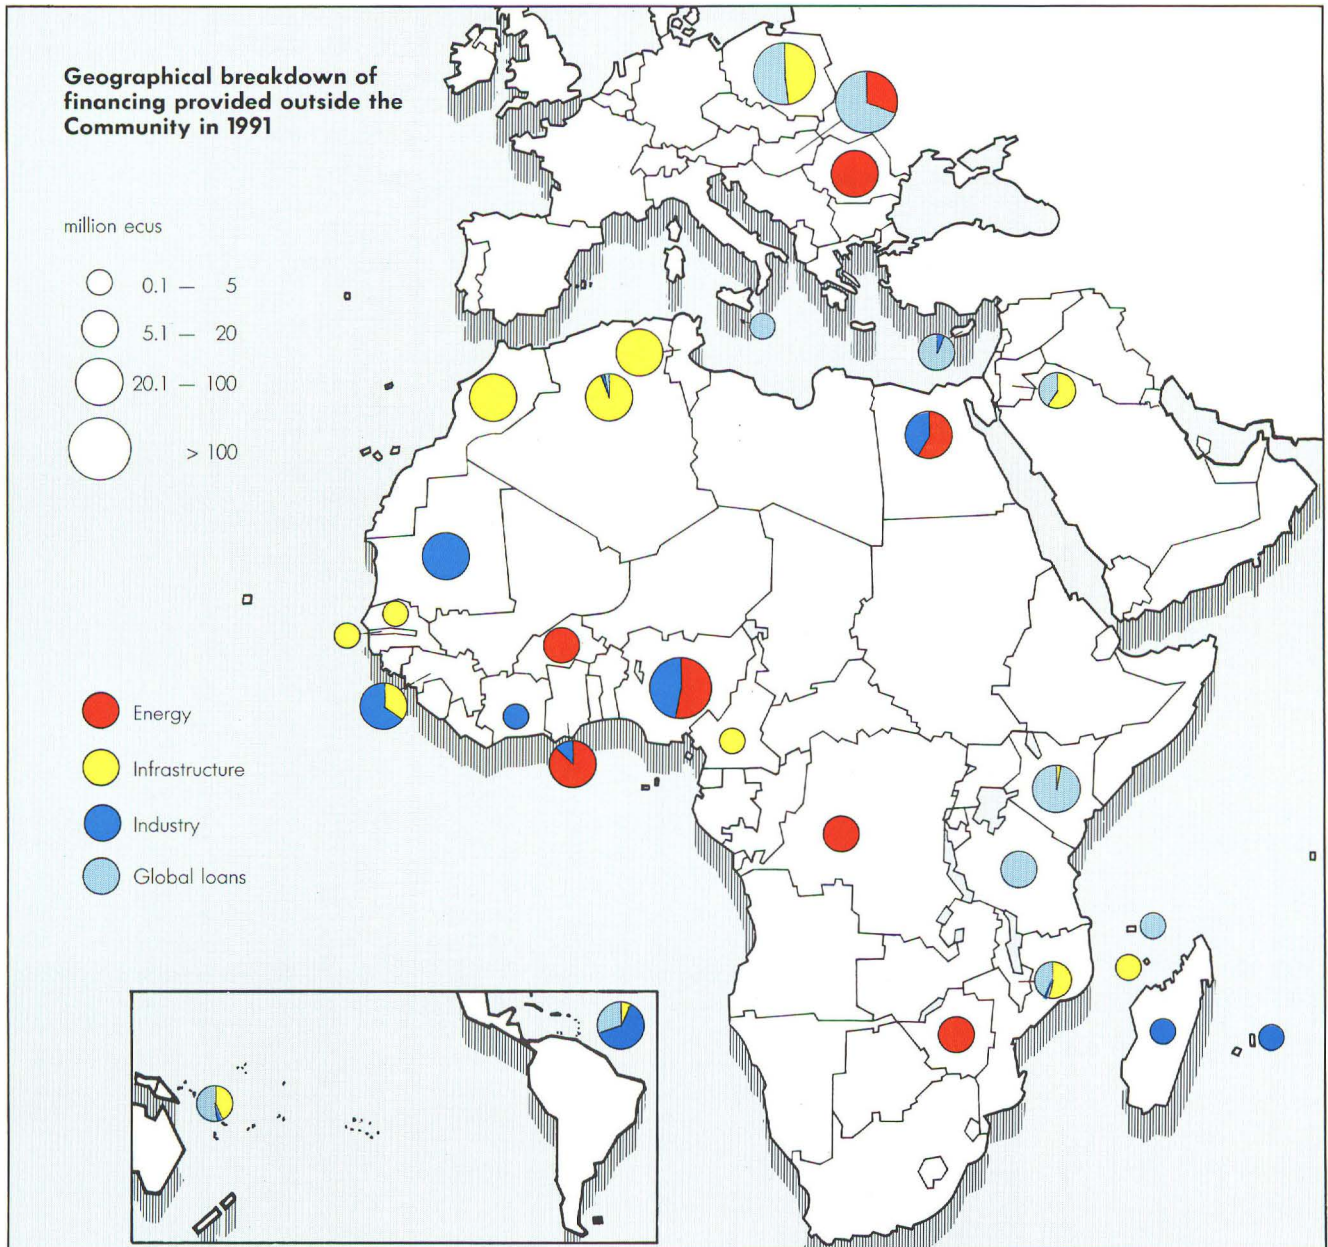 Geographical breakdown of
financing provided outside the
Community in 1991
million ecus
0.1 — 5
5.1 — 20
20.1 — 100
> 100
Energy
Infrastructure
Industry
Global loans